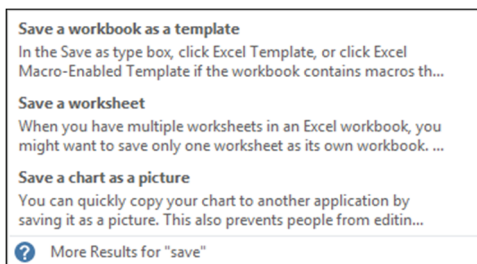 Save a workbook as a template
In the Save as type box, click Excel Template, or click Excel
Macro-Enabled Template if the workbook contains macros th...
Save a worksheet
When you have multiple worksheets in an Excel workbook, you
might want to save only one worksheet as its own workbook. ...
Save a chart as a picture
You can quickly copy your chart to another application by
saving it as a picture. This also prevents people from editin...
? More Results for "save"